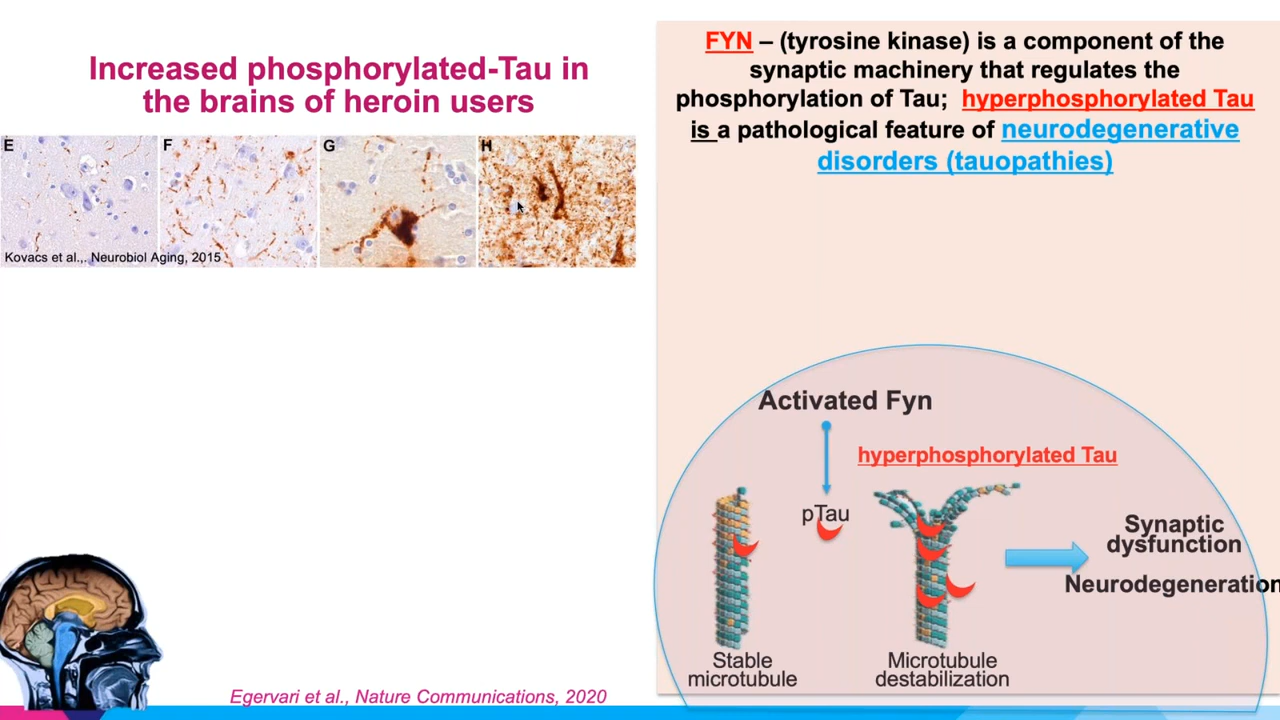 Increased phosphorylated-Tau in
the brains of heroin users
E
F
G
H
Kovacs et al.,. Neurobiol Aging, 2015
Egervari et al., Nature Communications, 2020
FYN – (tyrosine kinase) is a component of the
synaptic machinery that regulates the
phosphorylation of Tau; hyperphosphorylated Tau
is a pathological feature of neurodegenerative
disorders (tauopathies)
Activated Fyn
hyperphosphorylated Tau
pTau
Synaptic
dysfunction
Neurodegeneration
Stable
microtubule
Microtubule
destabilization